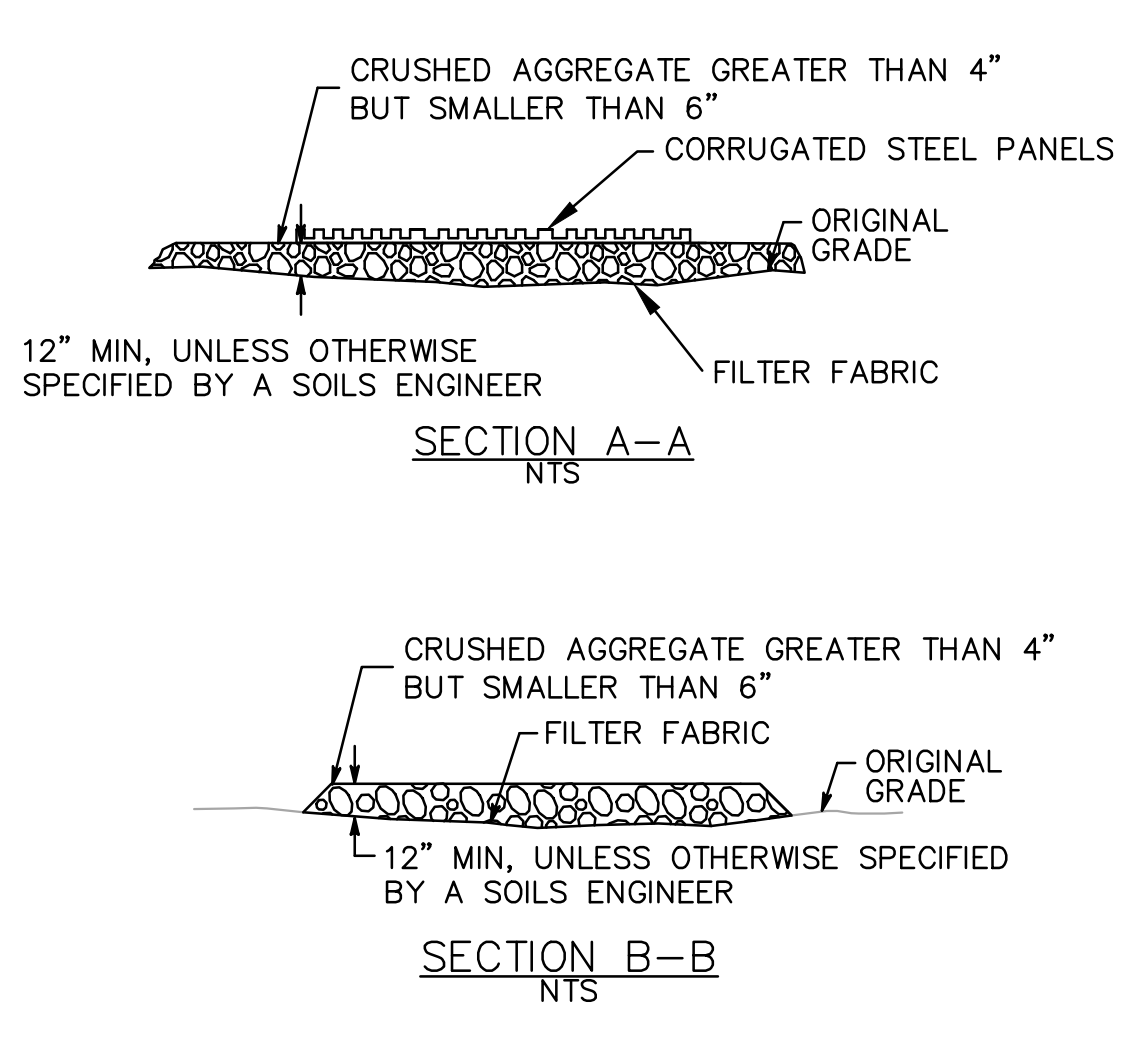 CRUSHED AGGREGATE GREATER THAN 4”
BUT SMALLER THAN 6”
CORRUGATED STEEL PANELS
ORIGINAL
GRADE
12” MIN, UNLESS OTHERWISE
SPECIFIED BY A SOILS ENGINEER
FILTER FABRIC
SECTION A–A
NTS
CRUSHED AGGREGATE GREATER THAN 4”
BUT SMALLER THAN 6”
FILTER FABRIC
ORIGINAL
GRADE
12” MIN, UNLESS OTHERWISE SPECIFIED
BY A SOILS ENGINEER
SECTION B–B
NTS